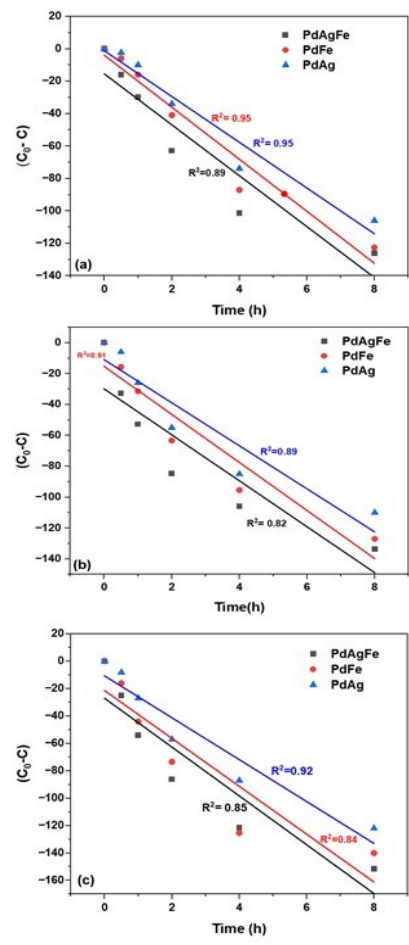 PdAgFe
PdFe
PdAg
20
0
−20
−40
−60
−80
−100
−120
−140
(C0- C)
R²= 0.95
R²= 0.95
R²=0.89
(a)
0 2 4 6 8
Time (h)
PdAgFe
PdFe
PdAg
0
−20
−40
−60
−80
−100
−120
−140
(C0-C)
R²=0.91
R²=0.89
R²= 0.82
(b)
0 2 4 6 8
Time(h)
PdAgFe
PdFe
PdAg
20
0
−20
−40
−60
−80
−100
−120
−140
−160
(C0-C)
R²=0.92
R²= 0.85
R²=0.84
(c)
0 2 4 6 8
Time (h)